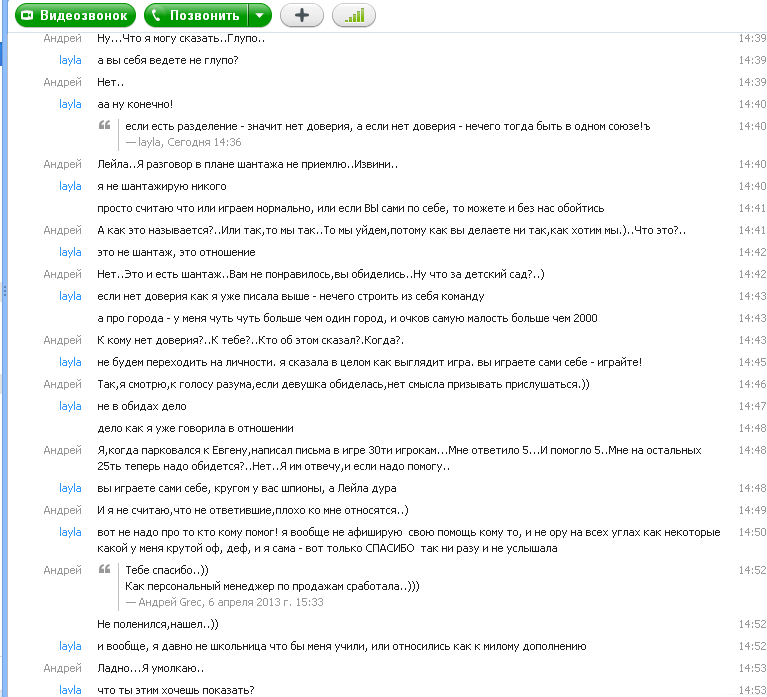 Видеозвонок Позвонить
Андрей Ну...Что я могу сказать..Глупо.. 14:39
layla а вы себя ведете не глупо? 14:39
Андрей Нет.. 14:39
layla аа ну конечно! 14:40
если есть разделение - значит нет доверия, а если нет доверия - нечего тогда быть в одном союзе!ъ 14:40
— layla, Сегодня 14:36
Андрей Лейла..Я разговор в плане шантажа не приемлю..Извини.. 14:40
layla я не шантажирую никого 14:40
просто считаю что или играем нормально, или если ВЫ сами по себе, то можете и без нас обойтись 14:41
Андрей А как это называется?..Или так,то мы так..То мы уйдем,потому как вы делаете ни так,как хотим мы.)..Что это?.. 14:41
layla это не шантаж, это отношение 14:42
Андрей Нет..Это и есть шантаж..Вам не понравилось,вы обиделись..Ну что за детский сад?..) 14:42
layla если нет доверия как я уже писала выше - нечего строить из себя команду 14:43
а про города - у меня чуть чуть больше чем один город, и очков самую малость больше чем 2000 14:43
Андрей К кому нет доверия?..К тебе?..Кто об этом сказал?.Когда?. 14:43
layla не будем переходить на личности. я сказала в целом как выглядит игра. вы играете сами себе - играйте! 14:45
Андрей Так,я смотрю,к голосу разума,если девушка обиделась,нет смысла призывать прислушаться.)) 14:46
layla не в обидах дело 14:47
дело как я уже говорила в отношении 14:48
Андрей Я,когда парковался к Евгену,написал письма в игре 30ти игрокам...Мне ответило 5...И помогло 5..Мне на остальных 14:48
25ть теперь надо обидется?..Нет..Я им отвечу,и если надо помогу..
layla вы играете сами себе, кругом у вас шпионы, а Лейла дура 14:48
Андрей И я не считаю,что не ответившие,плохо ко мне относятся..) 14:49
layla вот не надо про то кто кому помог! я вообще не афиширую свою помощь кому то, и не ору на всех углах как некоторые 14:50
какой у меня крутой оф, деф, и я сама - вот только СПАСИБО так ни разу и не услышала
Андрей Тебе спасибо..)) 14:52
Как персональный менеджер по продажам сработала..)))
— Андрей Grec, 6 апреля 2013 г. 15:33
Не поленился,нашел..)) 14:52
layla и вообще, я давно не школьница что бы меня учили, или относились как к милому дополнению 14:52
Андрей Ладно...Я умолкаю.. 14:53
layla что ты этим хочешь показать? 14:53